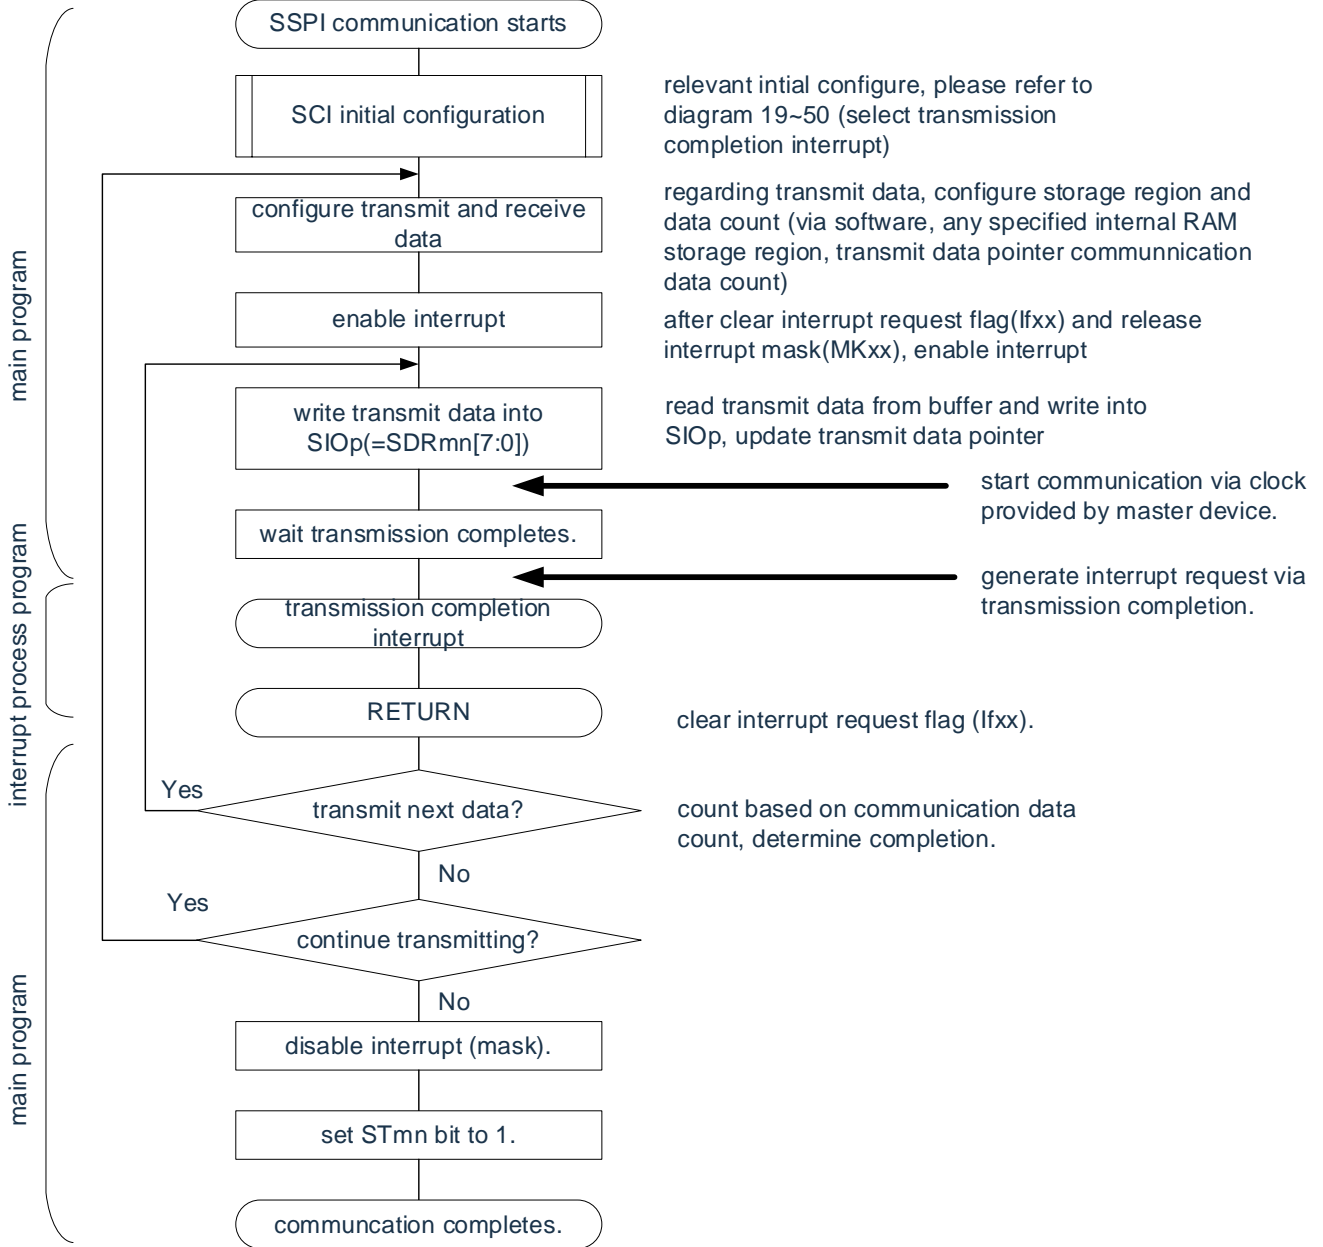 SSPI communication starts
SCI initial configuration
relevant intial configure, please refer to
diagram 19~50 (select transmission
completion interrupt)
configure transmit and receive
data
regarding transmit data, configure storage region and
data count (via software, any specified internal RAM
storage region, transmit data pointer communnication
data count)
main program
enable interrupt
after clear interrupt request flag(Ifxx) and release
interrupt mask(MKxx), enable interrupt
write transmit data into
SIOp(=SDRmn[7:0])
read transmit data from buffer and write into
SIOp, update transmit data pointer
start communication via clock
provided by master device.
wait transmission completes.
generate interrupt request via
transmission completion.
interrupt process program
transmission completion
interrupt
RETURN
clear interrupt request flag (Ifxx).
Yes
transmit next data?
count based on communication data
count, determine completion.
No
Yes
continue transmitting?
No
main program
disable interrupt (mask).
set STmn bit to 1.
communcation completes.